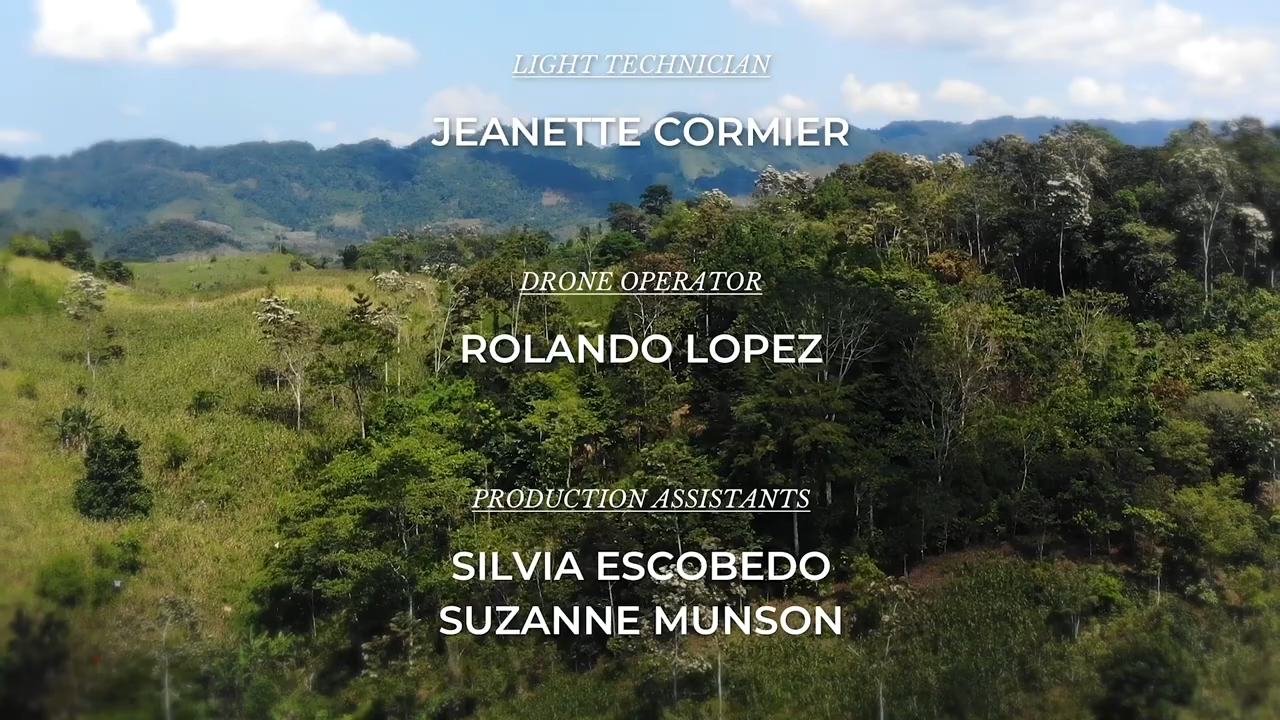 LIGHT TECHNICIAN
JEANETTE CORMIER
DRONE OPERATOR
ROLANDO LOPEZ
PRODUCTION ASSISTANTS
SILVIA ESCOBEDO
SUZANNE MUNSON